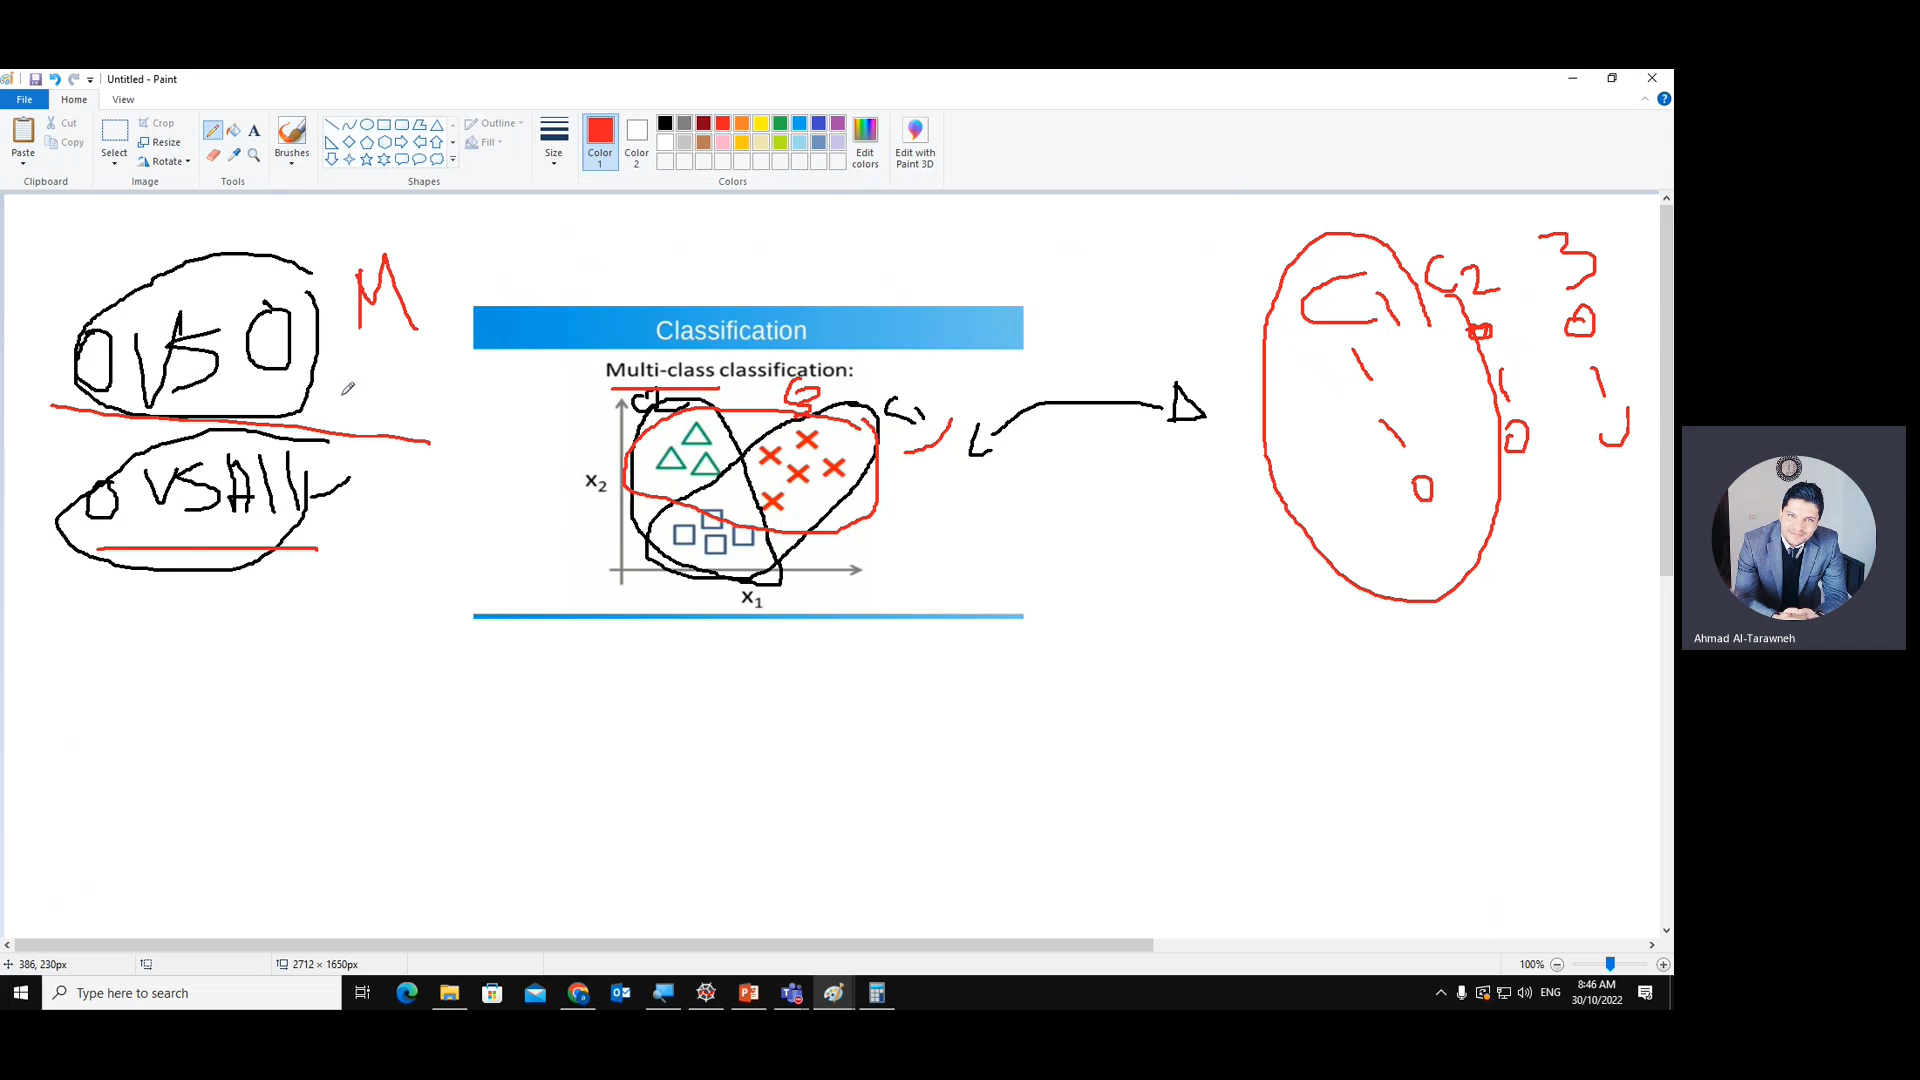 Untitled - Paint
File Home View
Paste
Cut
Copy
Clipboard
Select
Crop
Resize
Rotate
Image
Tools
Brushes
Outline
Fill
Shapes
Size
Color 1
Color 2
Edit colors
Colors
Edit with Paint 3D
O VS O
M
O VS All
Classification
Multi-class classification:
x2
x1
C2 3
Ahmad Al-Tarawneh
386, 230px
2712 × 1650px
100%
Type here to search
ENG
8:46 AM
30/10/2022